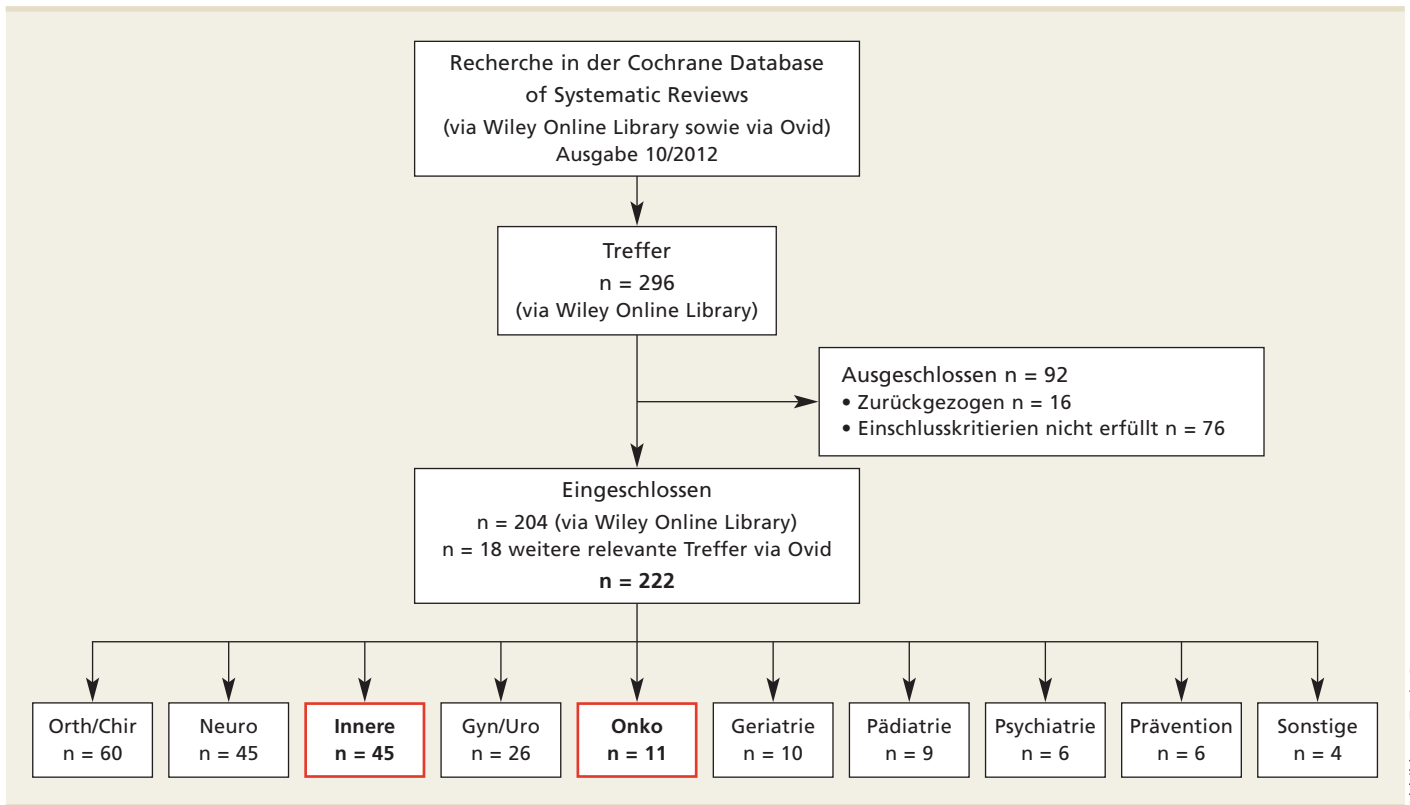 Recherche in der Cochrane Database
of Systematic Reviews
(via Wiley Online Library sowie via Ovid)
Ausgabe 10/2012
Treffer
n = 296
(via Wiley Online Library)
Ausgeschlossen n = 92
• Zurückgezogen n = 16
• Einschlusskritierien nicht erfüllt n = 76
Eingeschlossen
n = 204 (via Wiley Online Library)
n = 18 weitere relevante Treffer via Ovid
n = 222
Orth/Chir
n = 60
Neuro
n = 45
Innere
n = 45
Gyn/Uro
n = 26
Onko
n = 11
Geriatrie
n = 10
Pädiatrie
n = 9
Psychiatrie
n = 6
Prävention
n = 6
Sonstige
n = 4